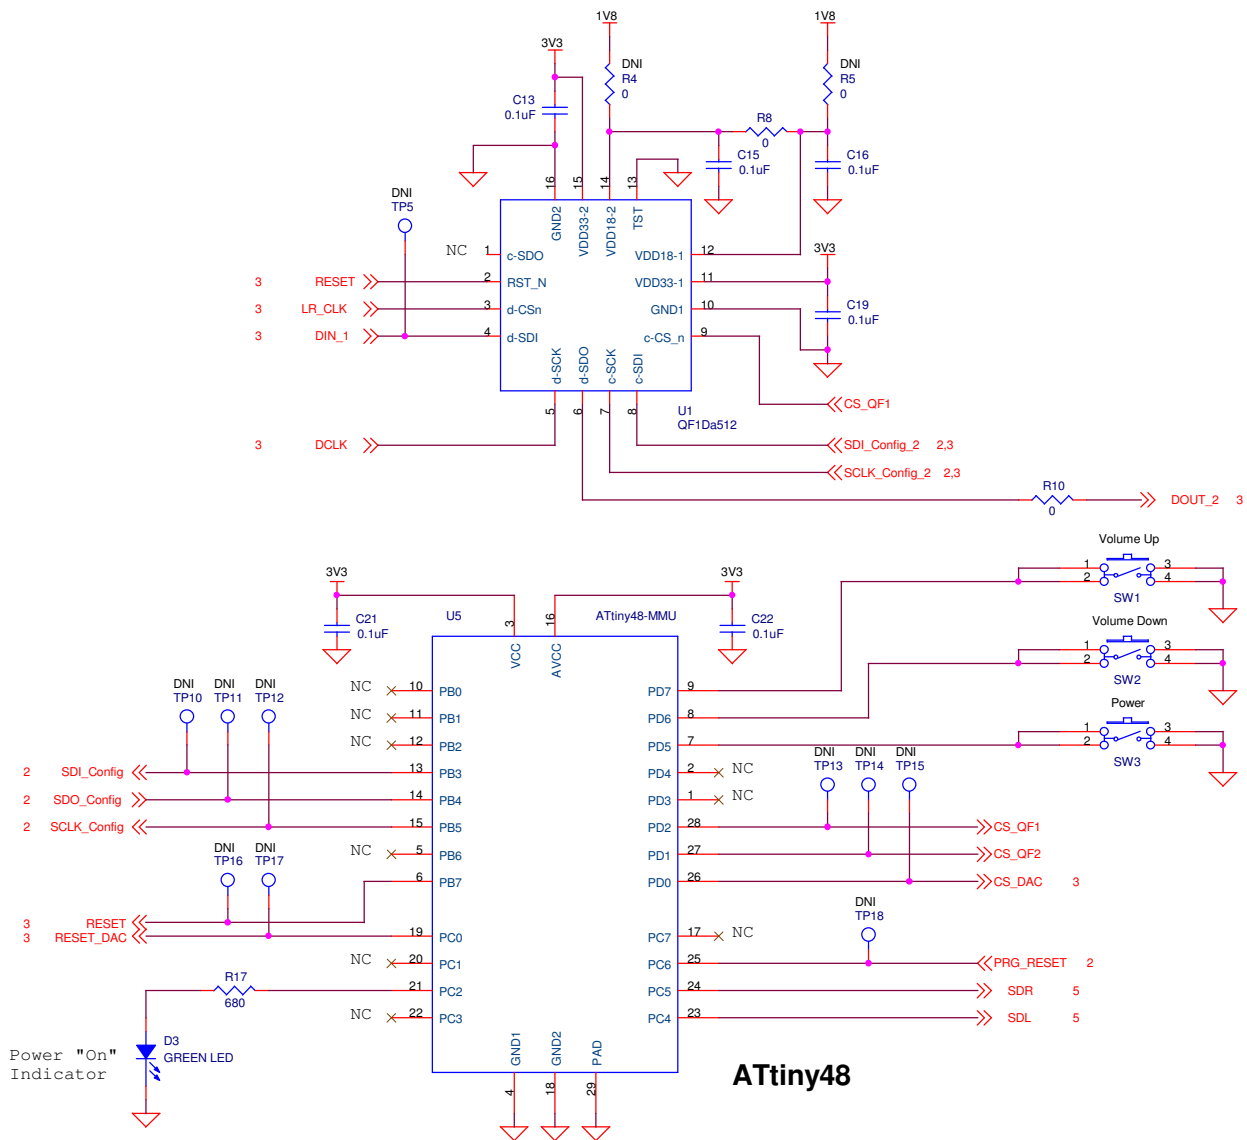 1V8
1V8
3V3
DNI
R4
0
DNI
R5
0
C13
0.1uF
R8
0
C15
0.1uF
C16
0.1uF
16
15
14
13
DNI
TP5
GND2
VDD33-2
VDD18-2
TST
NC
1
c-SDO
VDD18-1
12
3V3
3
RESET
2
RST_N
VDD33-1
11
3
LR_CLK
3
d-CSn
GND1
10
C19
0.1uF
3
DIN_1
4
d-SDI
c-CS_n
9
d-SCK
d-SDO
c-SCK
c-SDI
5
6
7
8
U1
QF1Da512
CS_QF1
3
DCLK
SDI_Config_2
2,3
SCLK_Config_2
2,3
R10
0
DOUT_2
3
Volume Up
1
2
3
4
SW1
3V3
3V3
C21
0.1uF
U5
3
16
ATtiny48-MMU
C22
0.1uF
VCC
AVCC
Volume Down
1
2
3
4
SW2
NC
10
PB0
PD7
9
DNI
TP10
DNI
TP11
DNI
TP12
NC
11
PB1
PD6
8
Power
1
2
3
4
SW3
NC
12
PB2
PD5
7
DNI
TP13
DNI
TP14
DNI
TP15
2
SDI_Config
13
PB3
PD4
2
NC
2
SDO_Config
14
PB4
PD3
1
NC
2
SCLK_Config
15
PB5
PD2
28
CS_QF1
DNI
TP16
DNI
TP17
NC
5
PB6
PD1
27
CS_QF2
6
PB7
PD0
26
CS_DAC
3
3
RESET
DNI
TP18
3
RESET_DAC
19
PC0
PC7
17
NC
NC
20
PC1
PC6
25
PRG_RESET
2
R17
680
21
PC2
PC5
24
SDR
5
NC
22
PC3
PC4
23
SDL
5
D3
GREEN LED
Power "On"
Indicator
GND1
GND2
PAD
4
18
29
ATtiny48